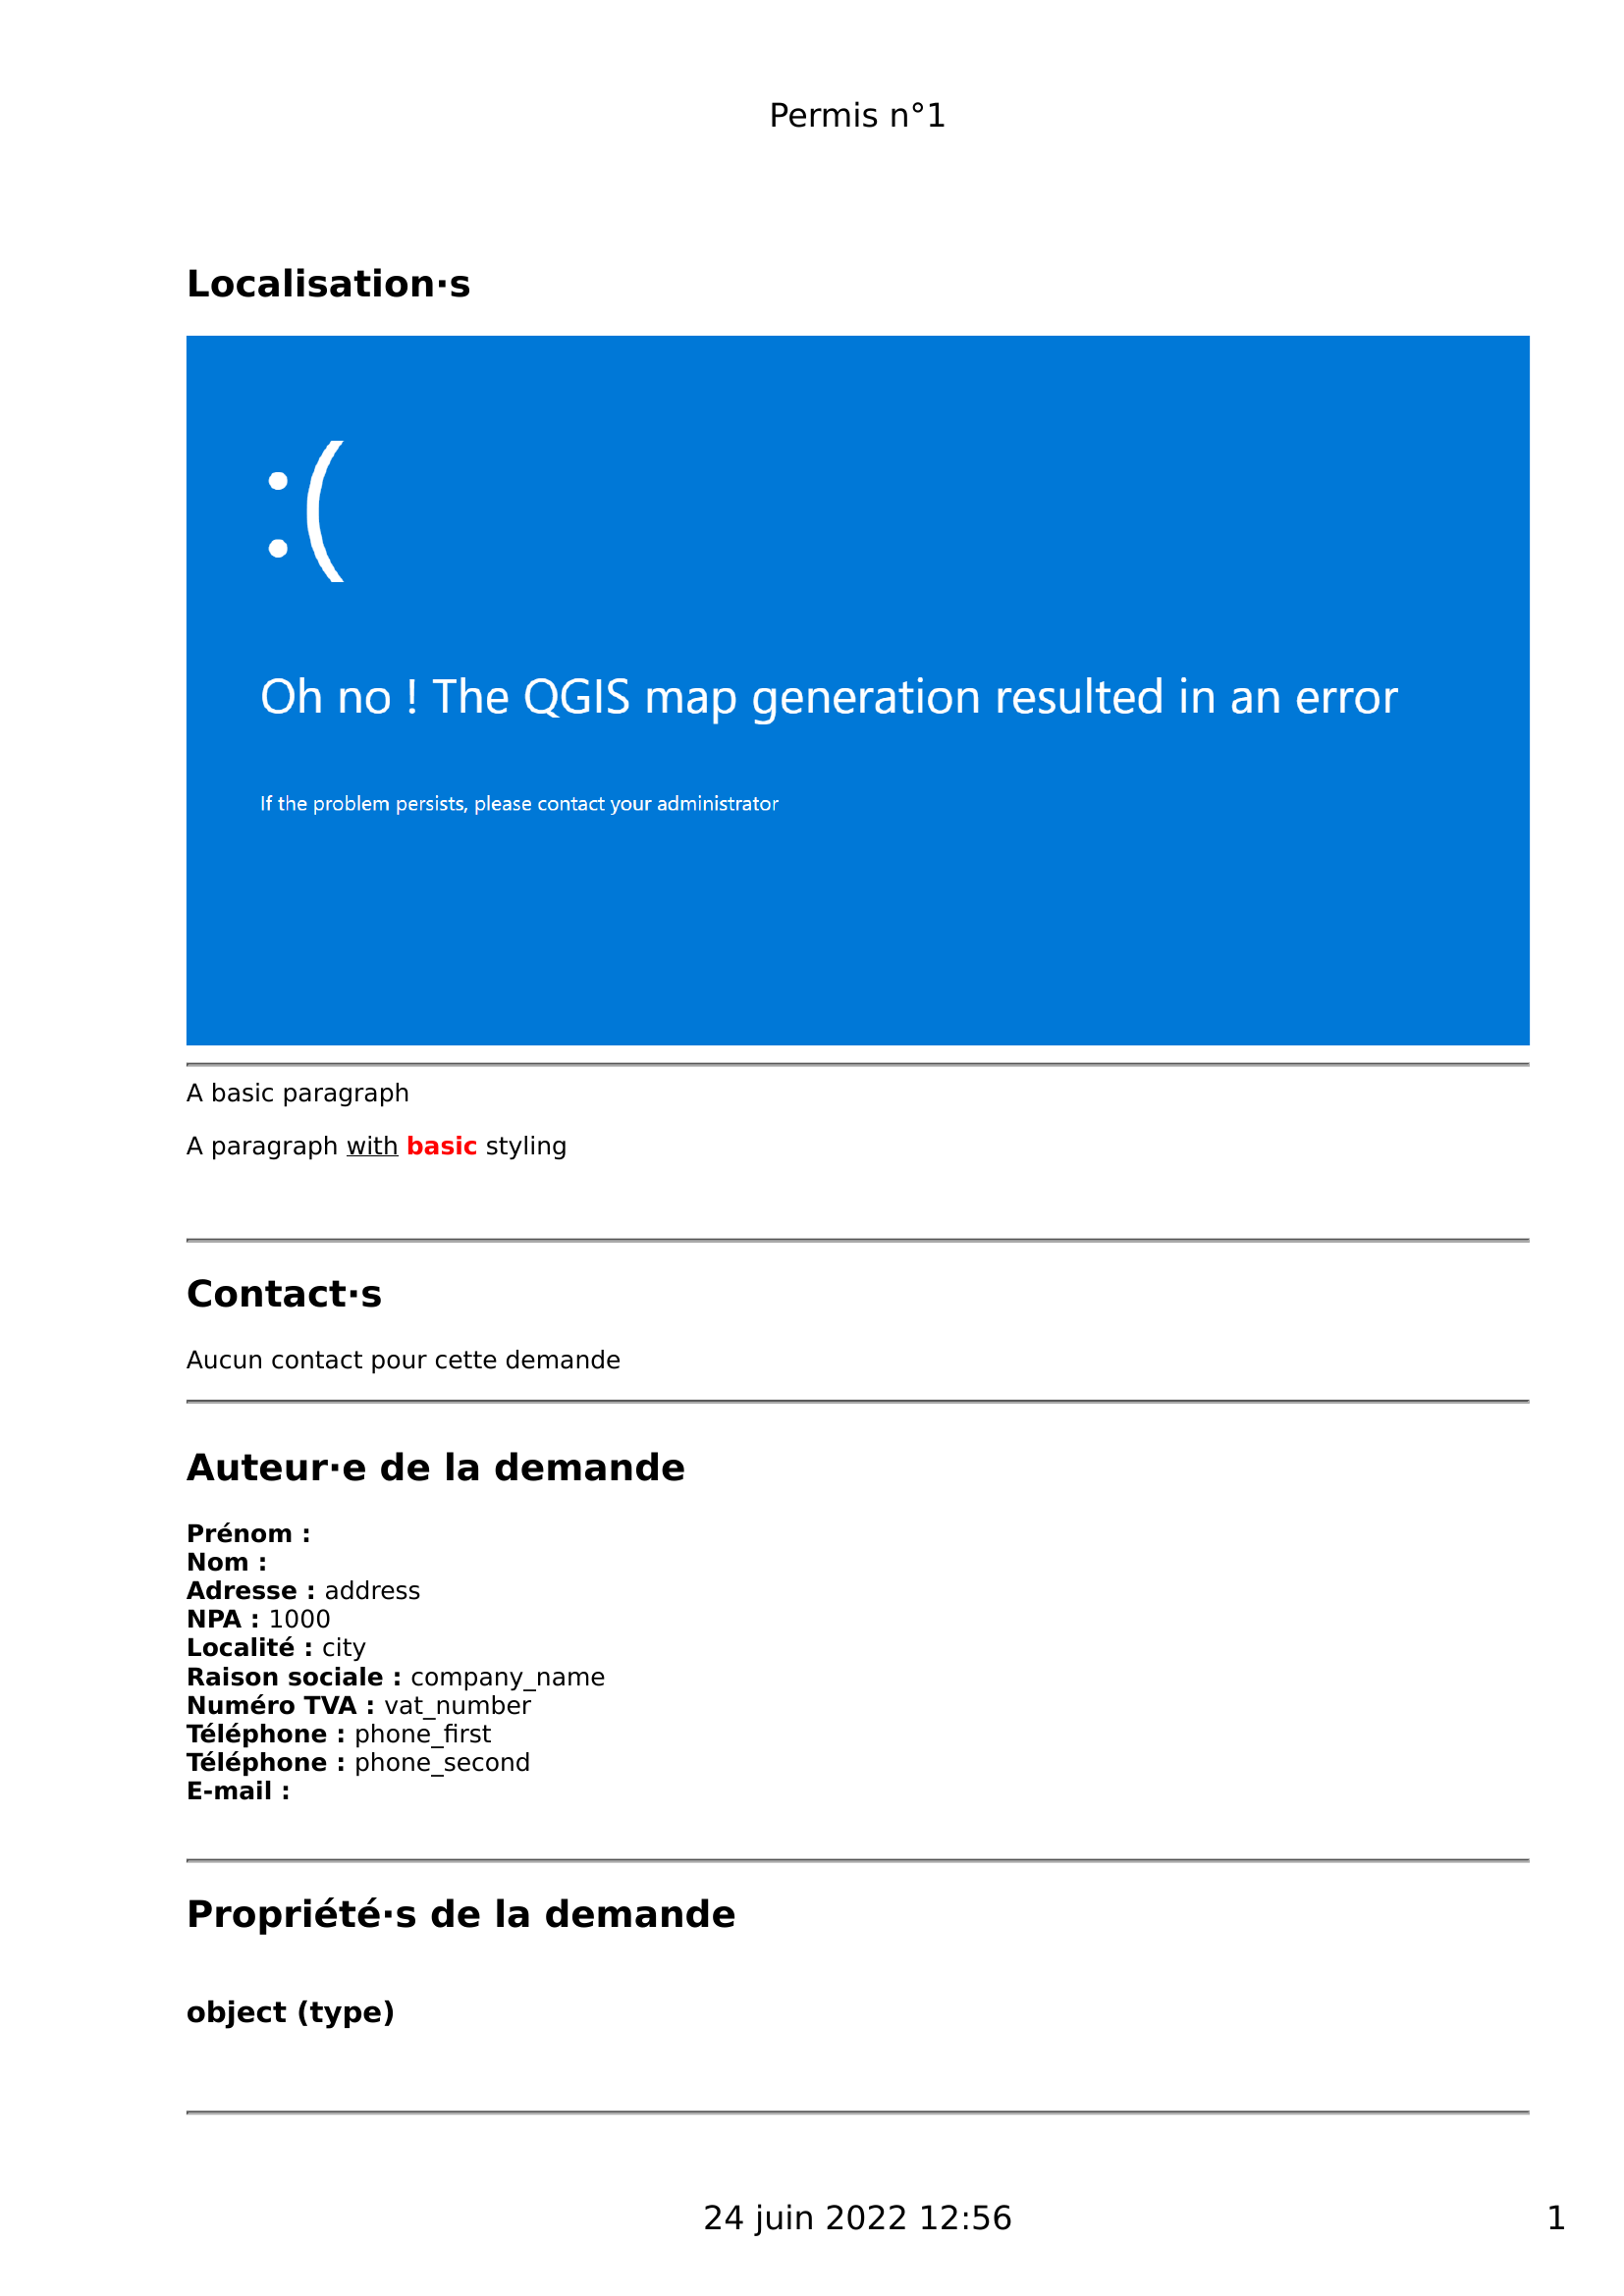 Permis n°1
Localisation·s
:(
Oh no ! The QGIS map generation resulted in an error
If the problem persists, please contact your administrator
A basic paragraph
A paragraph with basic styling
Contact·s
Aucun contact pour cette demande
Auteur·e de la demande
Prénom :
Nom :
Adresse : address
NPA : 1000
Localité : city
Raison sociale : company_name
Numéro TVA : vat_number
Téléphone : phone_first
Téléphone : phone_second
E-mail :
Propriété·s de la demande
object (type)
24 juin 2022 12:56 1